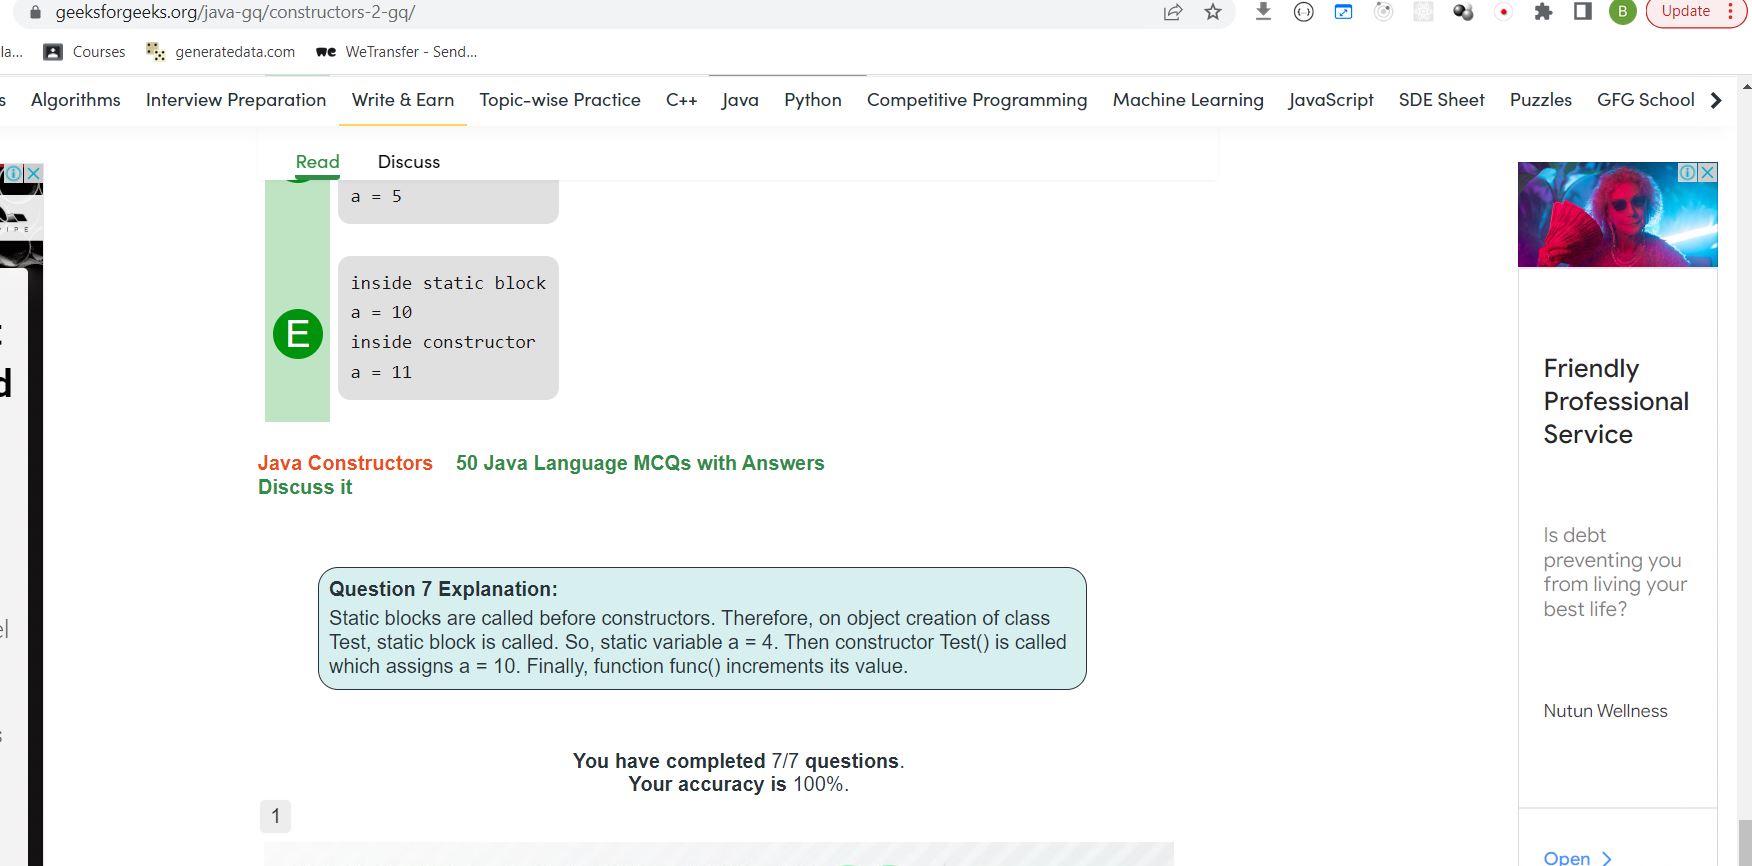 geeksforgeeks.org/java-gq/constructors-2-gq/
B
Update
la...
Courses
generatedata.com
we WeTransfer - Send...
s Algorithms Interview Preparation Write & Earn Topic-wise Practice C++ Java Python Competitive Programming Machine Learning JavaScript SDE Sheet Puzzles GFG School
Read Discuss
a = 5
inside static block
a = 10
E
inside constructor
a = 11
Java Constructors 50 Java Language MCQs with Answers
Discuss it
Question 7 Explanation:
Static blocks are called before constructors. Therefore, on object creation of class
Test, static block is called. So, static variable a = 4. Then constructor Test() is called
which assigns a = 10. Finally, function func() increments its value.
You have completed 7/7 questions.
Your accuracy is 100%.
1
Friendly
Professional
Service
Is debt
preventing you
from living your
best life?
Nutun Wellness
Open